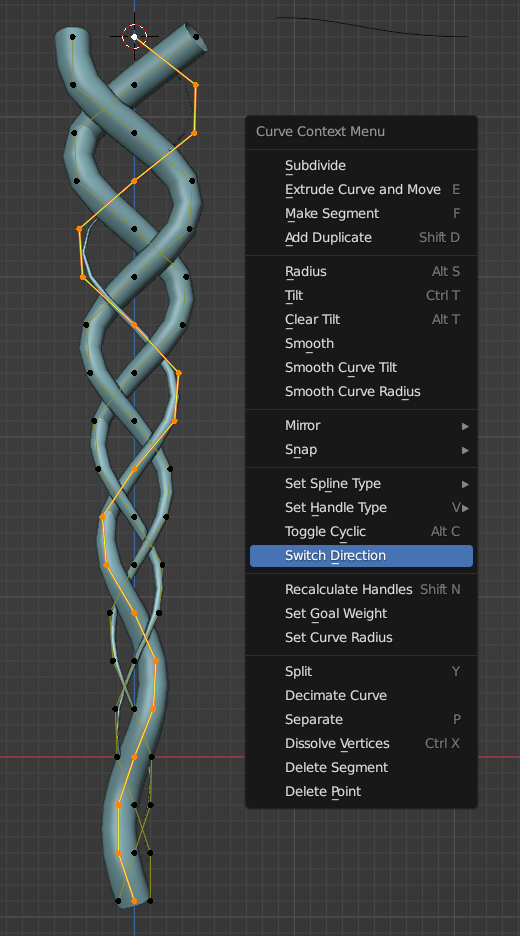 Curve Context Menu
Subdivide
Extrude Curve and Move E
Make Segment F
Add Duplicate Shift D
Radius Alt S
Tilt Ctrl T
Clear Tilt Alt T
Smooth
Smooth Curve Tilt
Smooth Curve Radius
Mirror
Snap
Set Spline Type
Set Handle Type V
Toggle Cyclic Alt C
Switch Direction
Recalculate Handles Shift N
Set Goal Weight
Set Curve Radius
Split Y
Decimate Curve
Separate P
Dissolve Vertices Ctrl X
Delete Segment
Delete Point